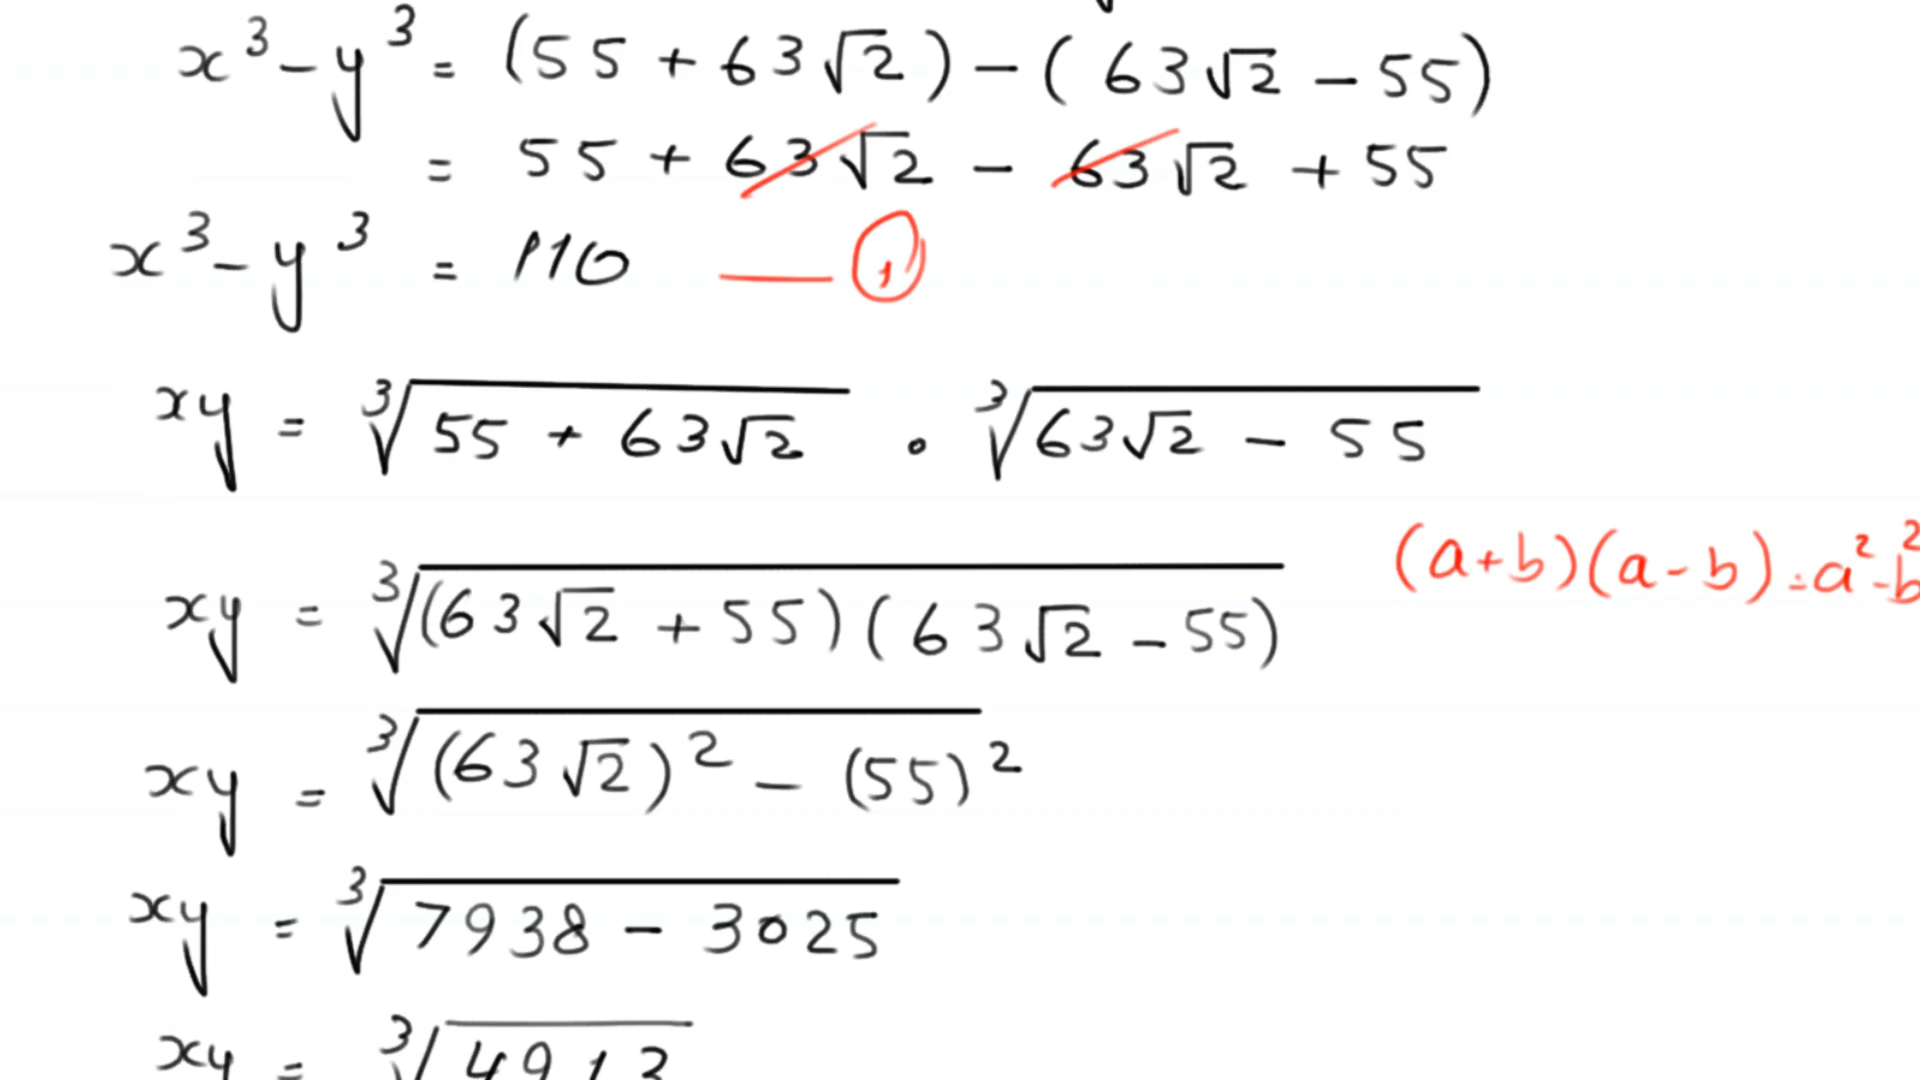 x³ - y³ = (55 + 63√2) - (63√2 - 55)
= 55 + 63√2 - 63√2 + 55
x³ - y³ = 110 — ①
xy = ∛(55 + 63√2) · ∛(63√2 - 55)
(a+b)(a-b) = a² - b²
xy = ∛((63√2 + 55)(63√2 - 55))
xy = ∛((63√2)² - (55)²)
xy = ∛(7938 - 3025)
xy = ∛4913